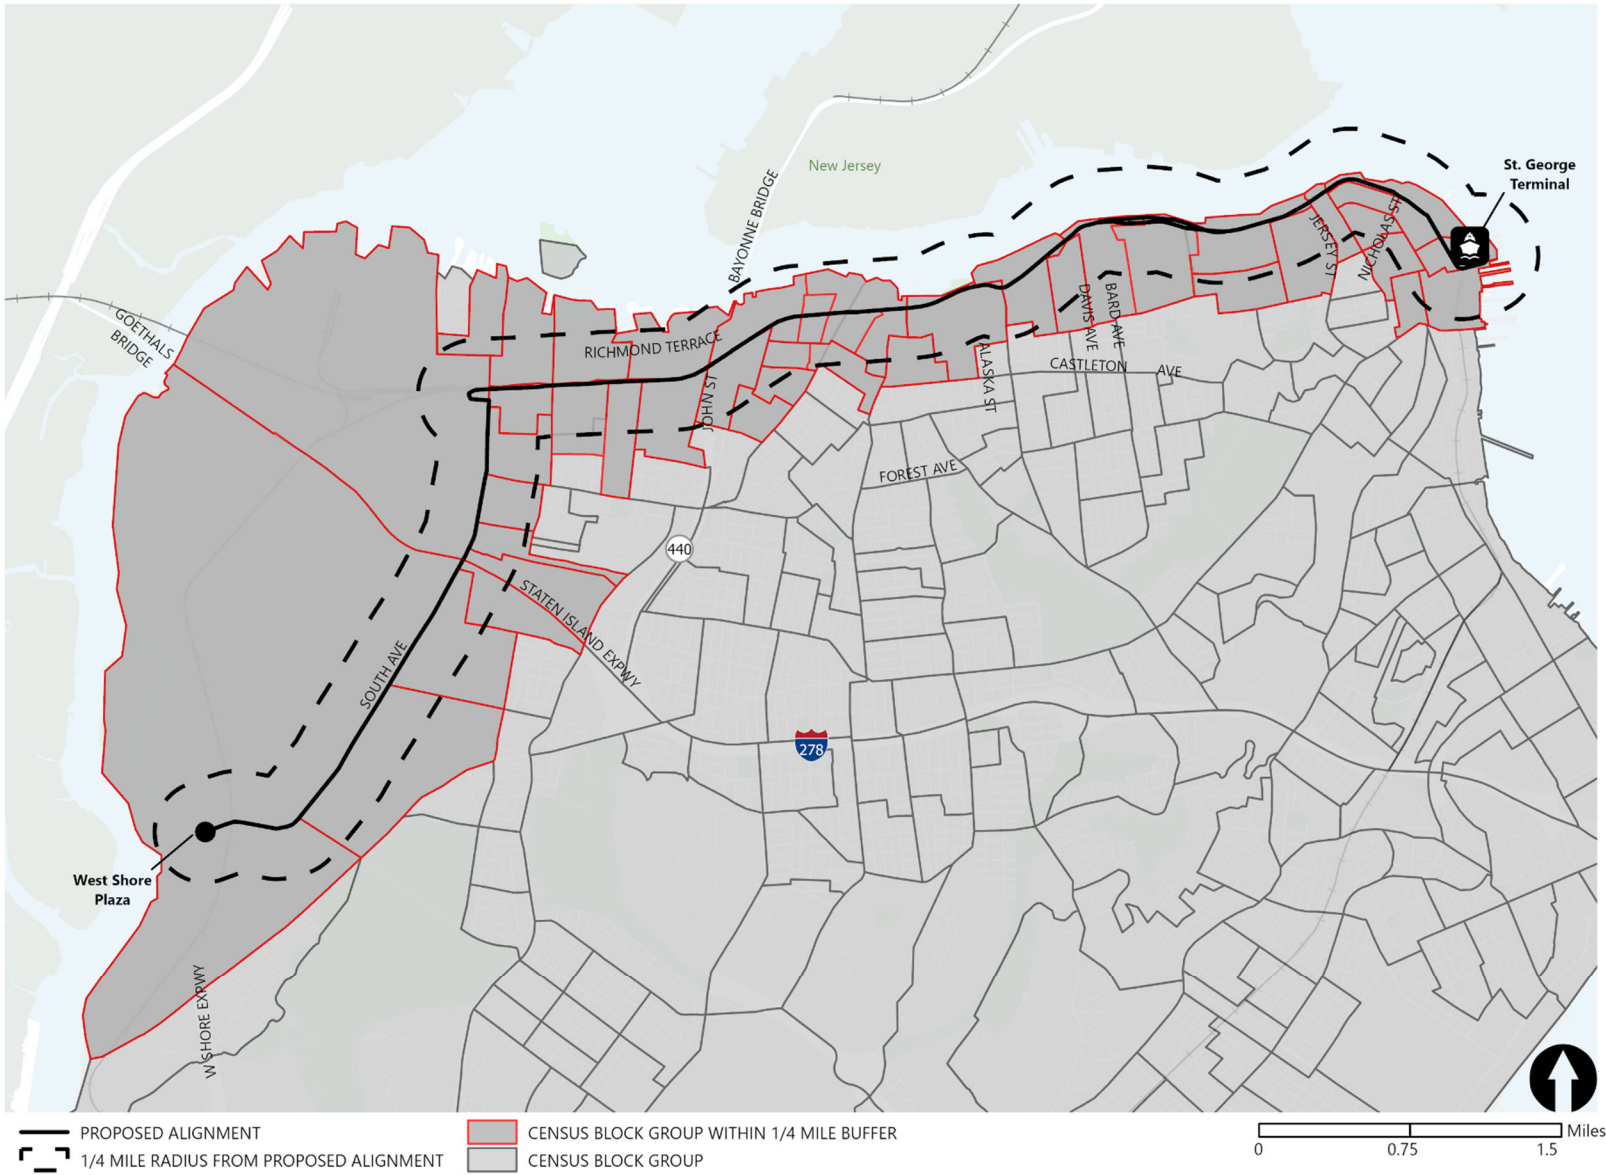 New Jersey
St. George
Terminal
BAYONNE BRIDGE
JERSEY ST
NICHOLAS ST
GOETHALS
BRIDGE
RICHMOND TERRACE
DAVIS AVE
BARD AVE
CASTLETON AVE
ALASKA ST
JOHN ST
FOREST AVE
440
STATEN ISLAND EXPWY
SOUTH AVE
278
West Shore
Plaza
W SHORE EXPWY
PROPOSED ALIGNMENT
1/4 MILE RADIUS FROM PROPOSED ALIGNMENT
CENSUS BLOCK GROUP WITHIN 1/4 MILE BUFFER
CENSUS BLOCK GROUP
Miles
0 0.75 1.5